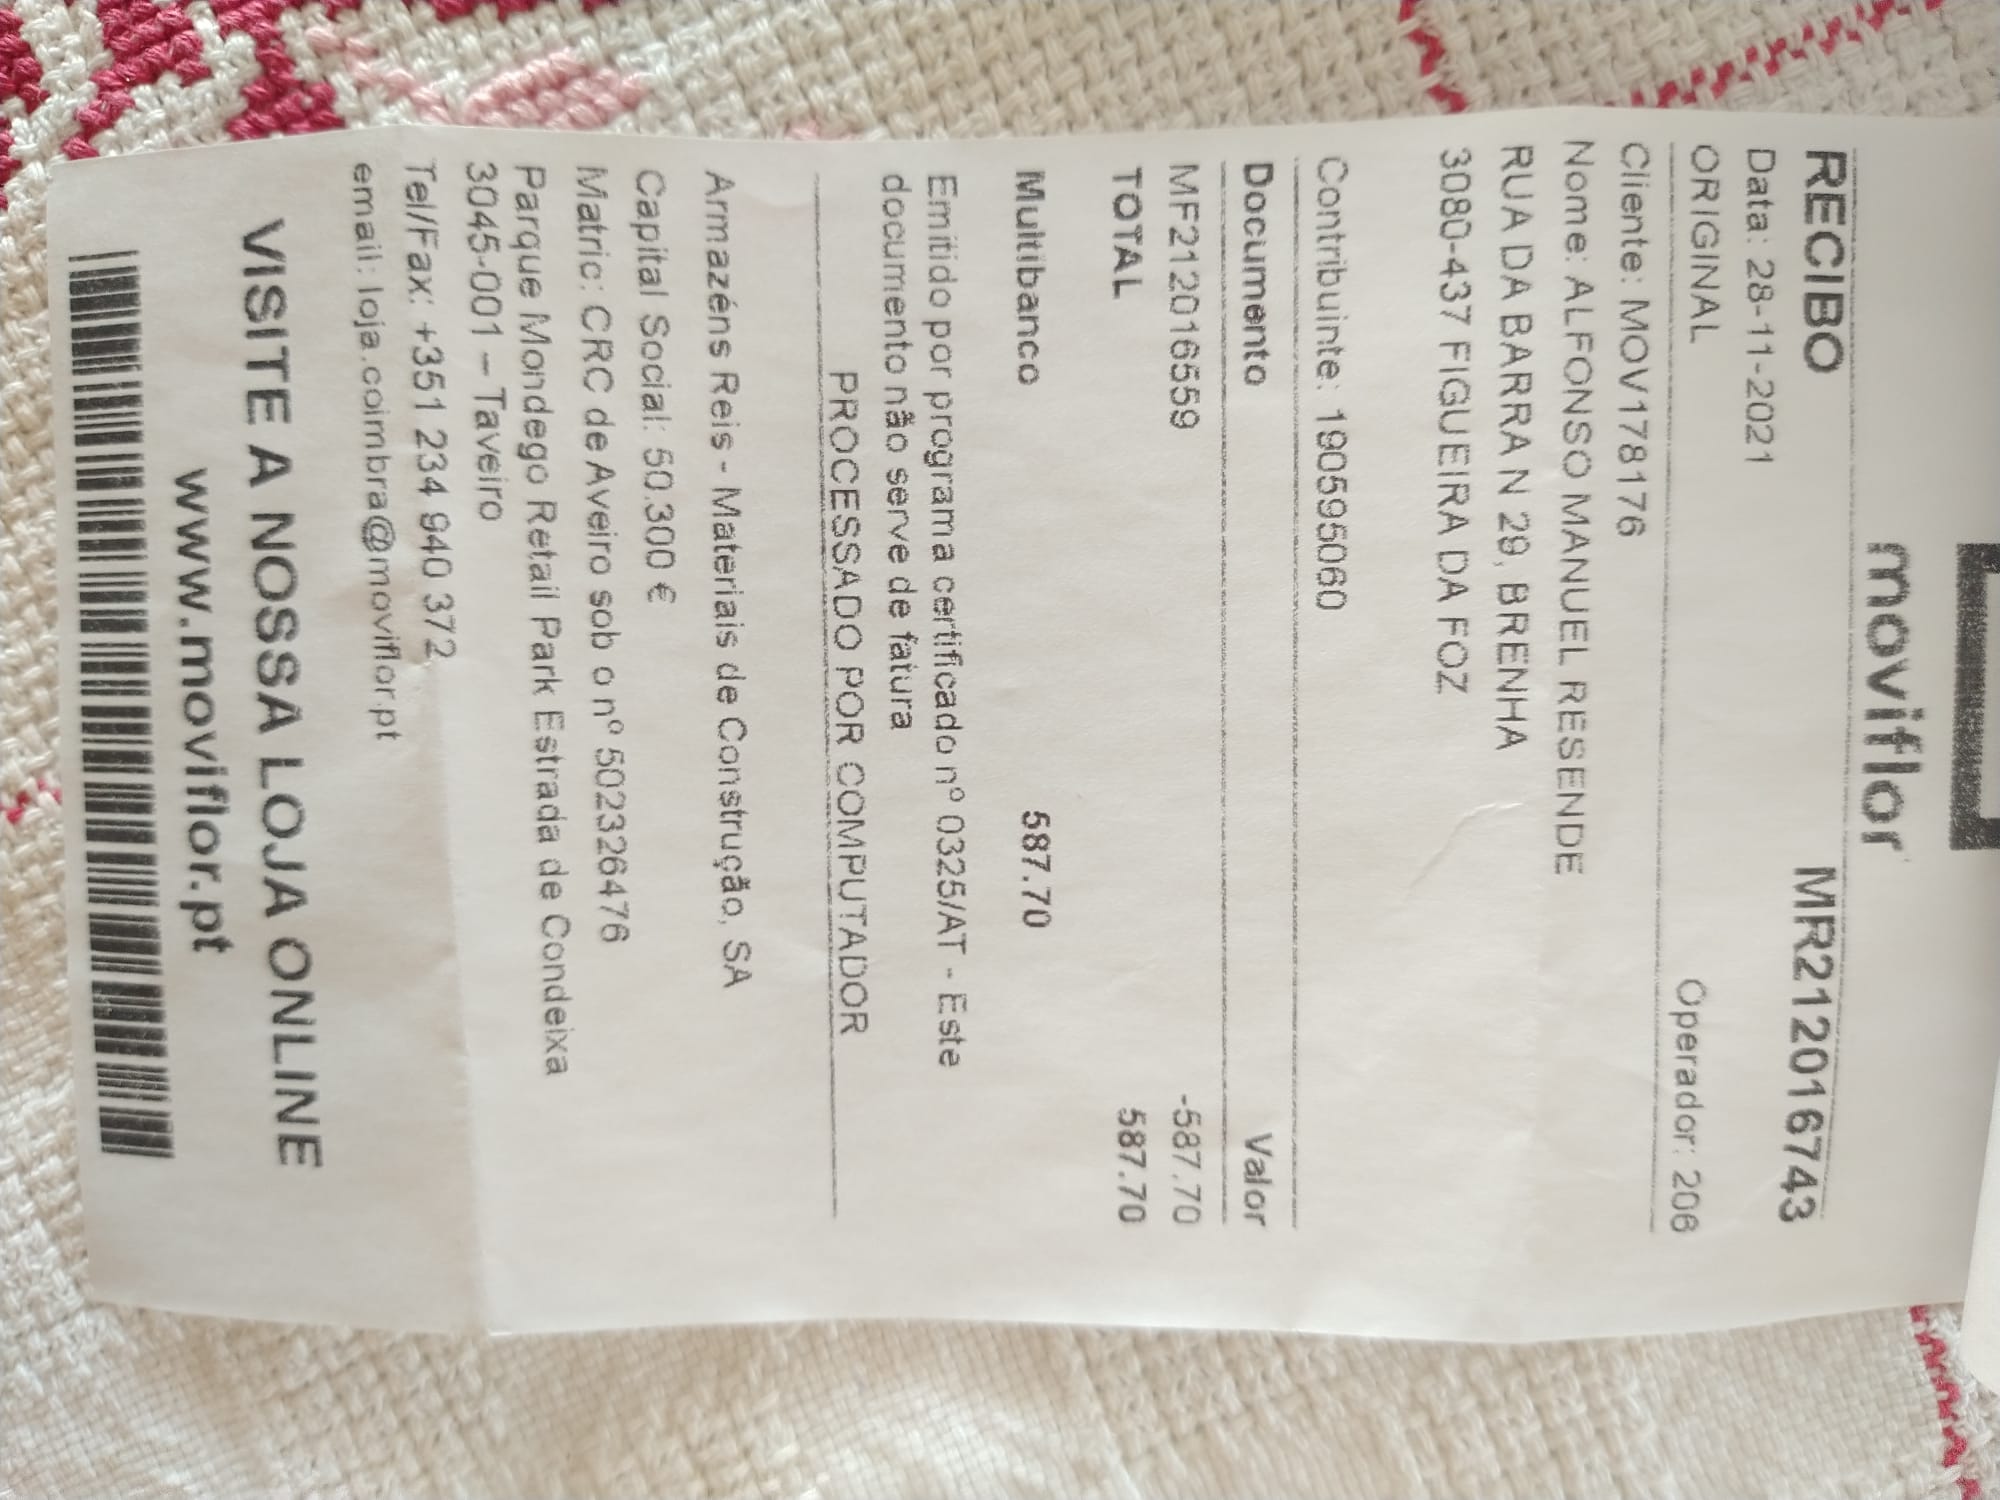 moviflor
RECIBO MR212016743
Data: 28-11-2021
ORIGINAL Operador: 206
Cliente: MOV178176
Nome: ALFONSO MANUEL RESENDE
RUA DA BARRA N 29, BRENHA
3080-437 FIGUEIRA DA FOZ
Contribuinte: 190595060
Documento Valor
MF212016559 -587.70
TOTAL 587.70
Multibanco 587.70
Emitido por programa certificado nº 0325/AT - Este
documento não serve de fatura
PROCESSADO POR COMPUTADOR
Armazéns Reis - Materiais de Construção, SA
Capital Social: 50.300 €
Matric: CRC de Aveiro sob o nº 502326476
Parque Mondego Retail Park Estrada de Condeixa
3045-001 – Taveiro
Tel/Fax: +351 234 940 372
email: loja.coimbra@moviflor.pt
VISITE A NOSSA LOJA ONLINE
www.moviflor.pt